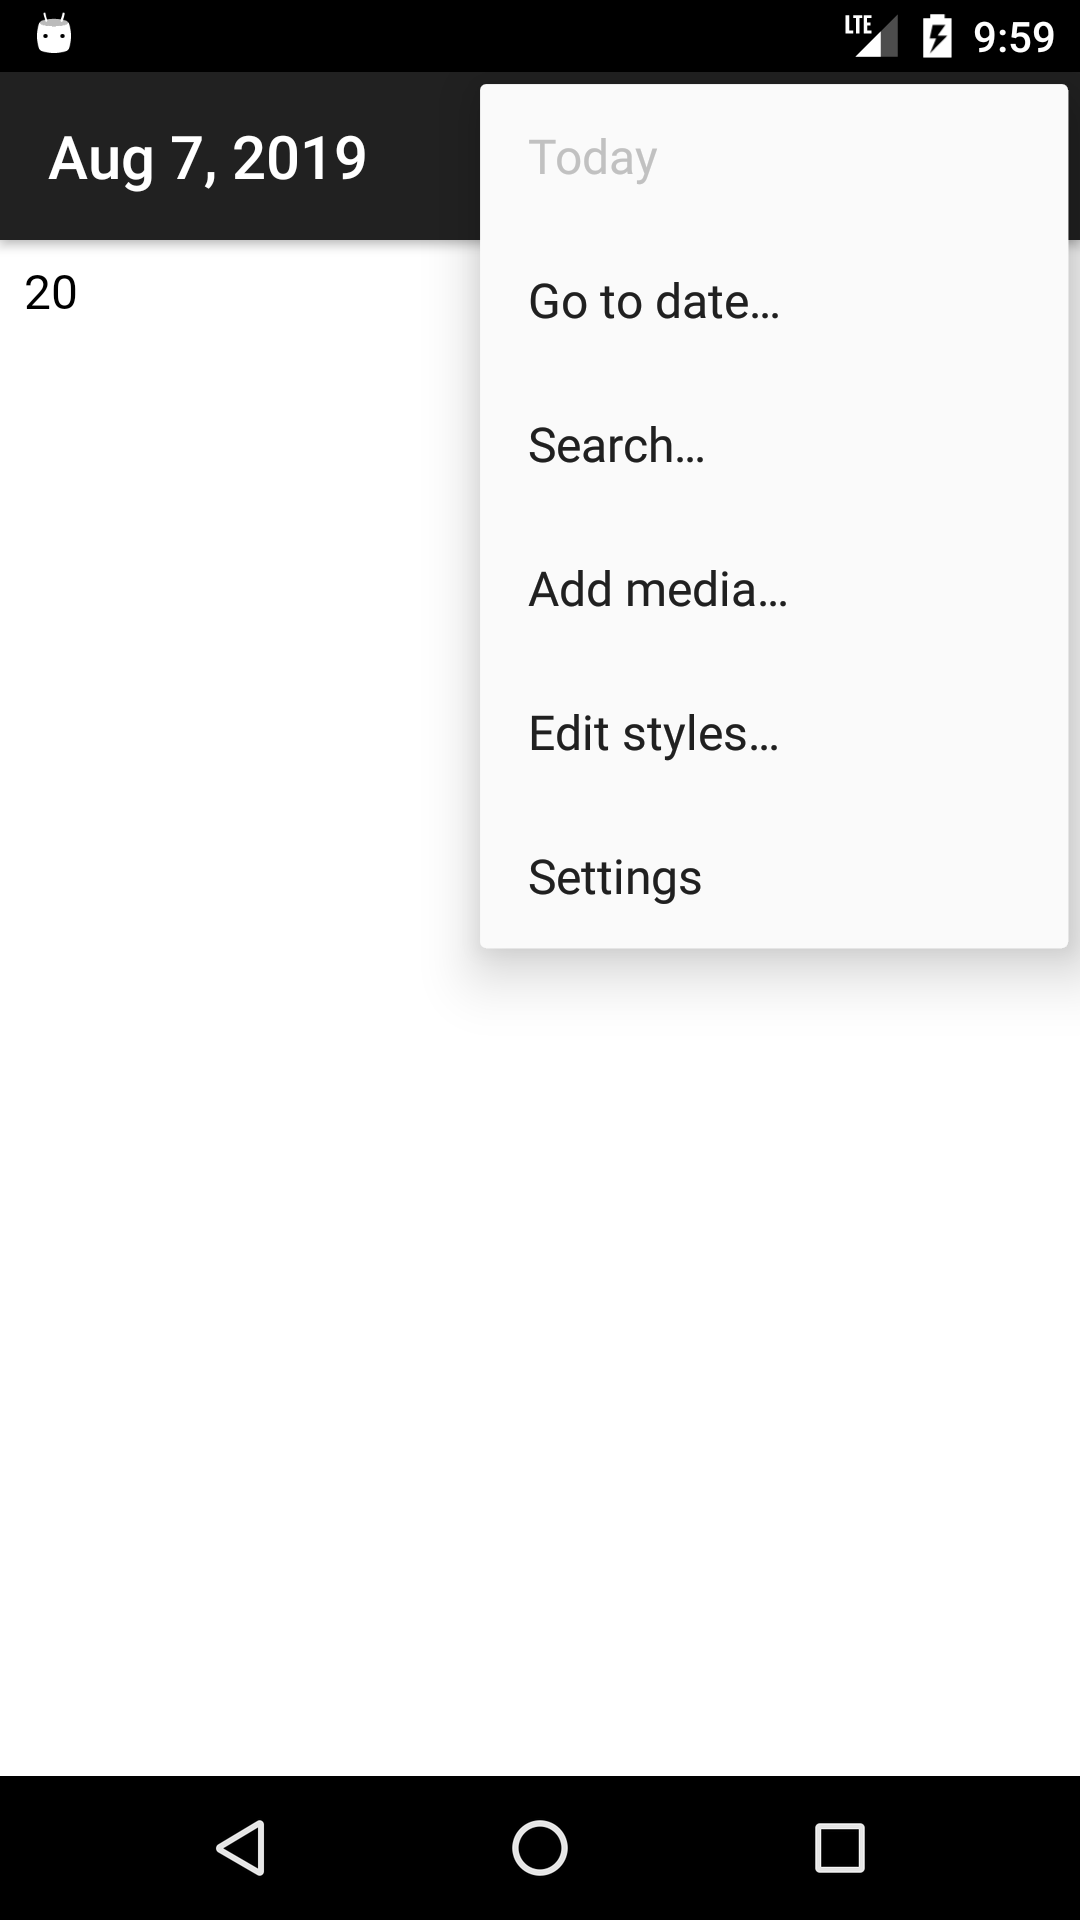 LTE 9:59
Aug 7, 2019
20
Today
Go to date…
Search…
Add media…
Edit styles…
Settings